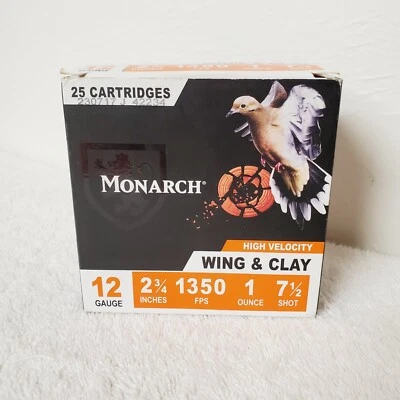 25 CARTRIDGES
230717 J 42234
MONARCH®
HIGH VELOCITY
WING & CLAY
12 2¾ 1350 1 7½
GAUGE INCHES FPS OUNCE SHOT